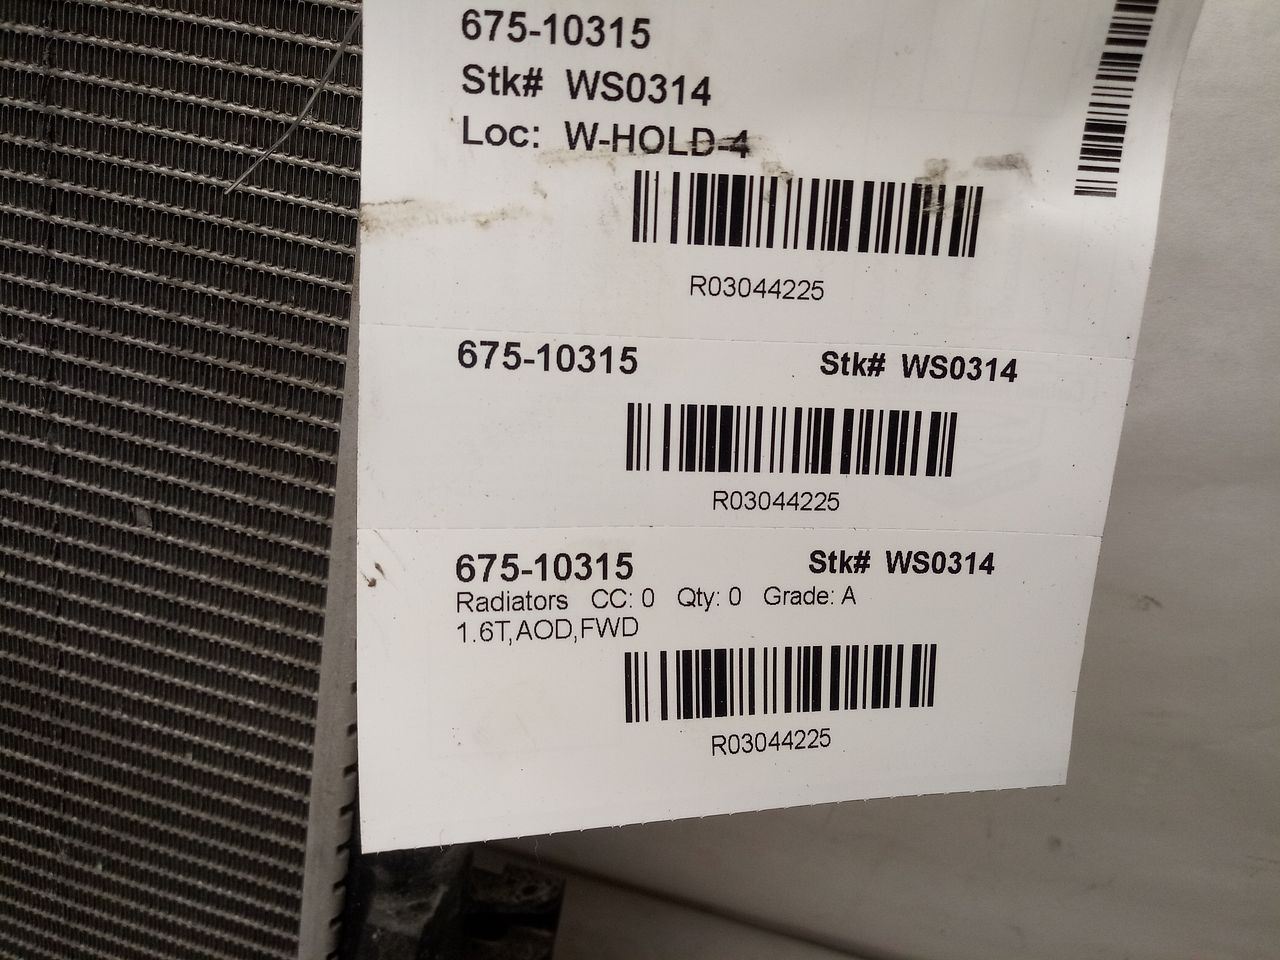 675-10315
Stk# WS0314
Loc: W-HOLD-4
R03044225
675-10315 Stk# WS0314
R03044225
675-10315 Stk# WS0314
Radiators CC: 0 Qty: 0 Grade: A
1.6T,AOD,FWD
R03044225